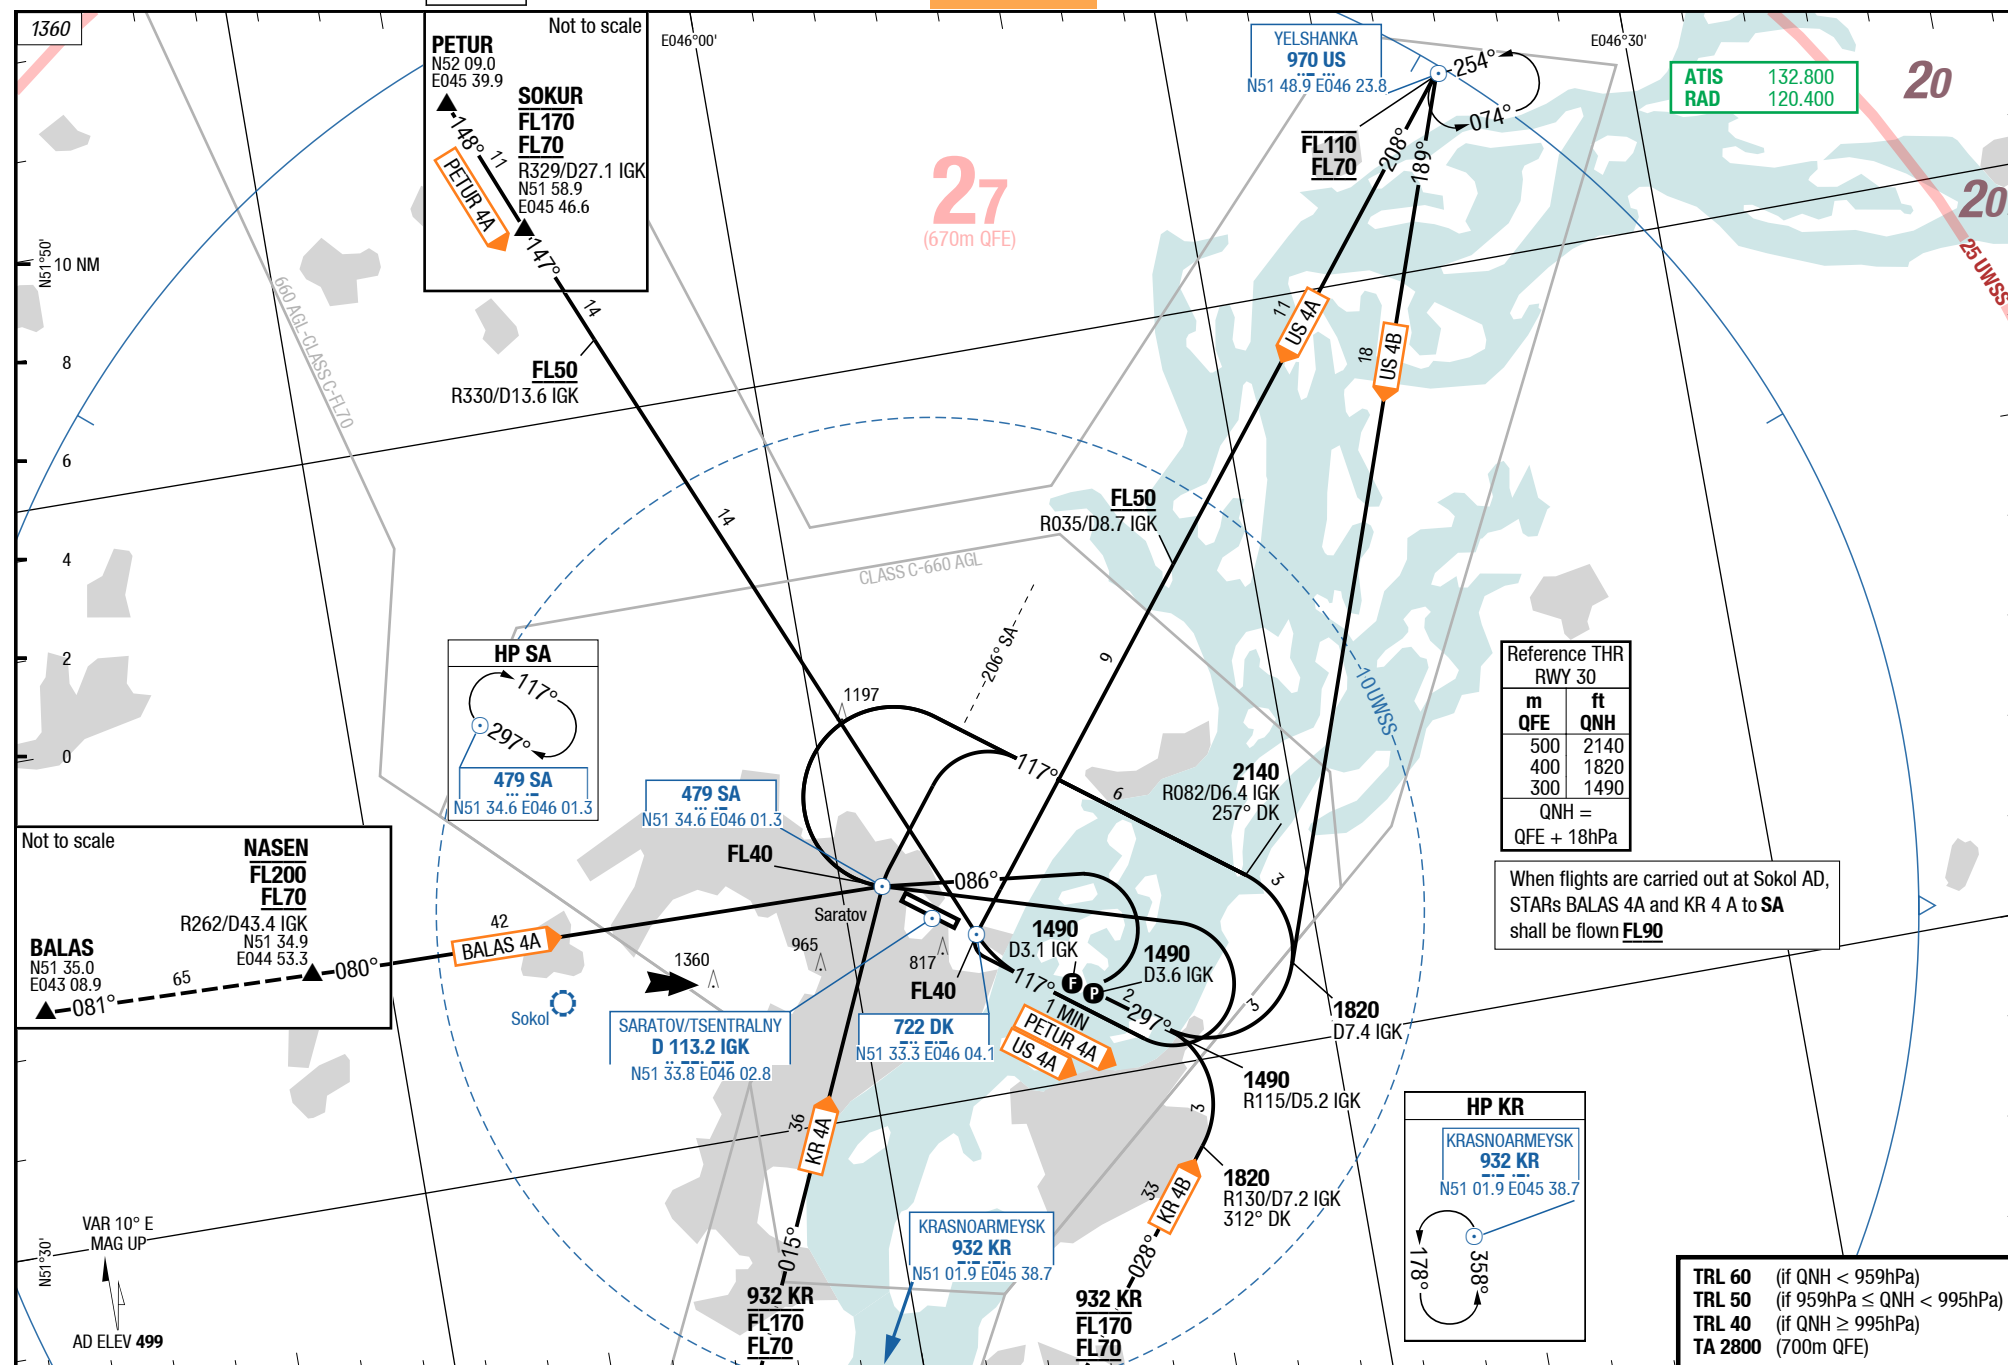 1360
Not to scale
PETUR
N52 09.0
E045 39.9
SOKUR
FL170
FL70
R329/D27.1 IGK
N51 58.9
E045 46.6
148°
11
PETUR 4A
147°
14
E046°00'
YELSHANKA
970 US
N51 48.9 E046 23.8
254°
074°
E046°30'
ATIS 132.800
RAD 120.400
20
20
25 UWSS
FL110
FL70
208°
189°
27
(670m QFE)
N51°50'
10 NM
8
6
4
2
0
660 AGL-CLASS C-FL70
FL50
R330/D13.6 IGK
14
11
US 4A
18
US 4B
FL50
R035/D8.7 IGK
CLASS C-660 AGL
9
206° SA
10 UWSS
HP SA
117°
297°
479 SA
N51 34.6 E046 01.3
479 SA
N51 34.6 E046 01.3
1197
117°
6
2140
R082/D6.4 IGK
257° DK
3
Reference THR
RWY 30
m ft
QFE QNH
500 2140
400 1820
300 1490
QNH =
QFE + 18hPa
When flights are carried out at Sokol AD,
STARs BALAS 4A and KR 4 A to SA
shall be flown FL90
Not to scale
NASEN
FL200
FL70
R262/D43.4 IGK
N51 34.9
E044 53.3
BALAS
N51 35.0
E043 08.9
081°
65
080°
42
BALAS 4A
FL40
Saratov
086°
965
817
1360
FL40
Sokol
SARATOV/TSENTRALNY
D 113.2 IGK
N51 33.8 E046 02.8
722 DK
N51 33.3 E046 04.1
1490
D3.1 IGK
1490
D3.6 IGK
F
P
117°
1 MIN
2
297°
PETUR 4A
US 4A
3
1820
D7.4 IGK
1490
R115/D5.2 IGK
3
36
KR 4A
015°
33
KR 4B
028°
1820
R130/D7.2 IGK
312° DK
KRASNOARMEYSK
932 KR
N51 01.9 E045 38.7
932 KR
FL170
FL70
932 KR
FL170
FL70
HP KR
KRASNOARMEYSK
932 KR
N51 01.9 E045 38.7
178°
358°
N51°30'
VAR 10° E
MAG UP
AD ELEV 499
TRL 60 (if QNH < 959hPa)
TRL 50 (if 959hPa ≤ QNH < 995hPa)
TRL 40 (if QNH ≥ 995hPa)
TA 2800 (700m QFE)